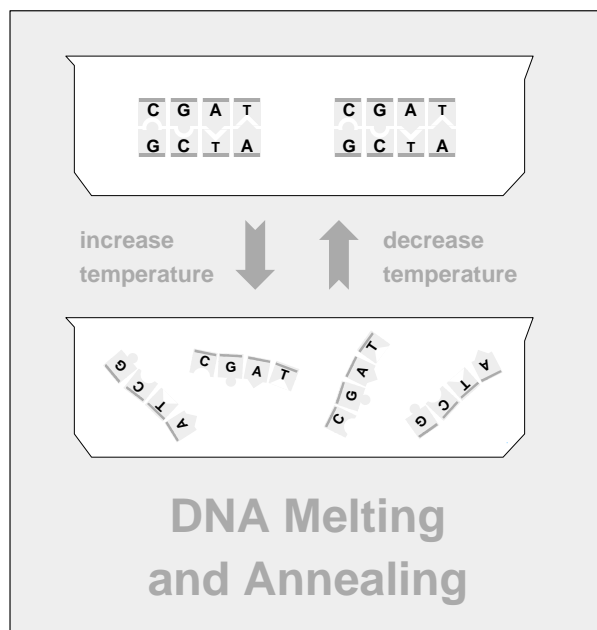 C G A T C G A T
G C T A G C T A
increase decrease
temperature temperature
G C T A C G A T C G A T G C T A
DNA Melting
and Annealing